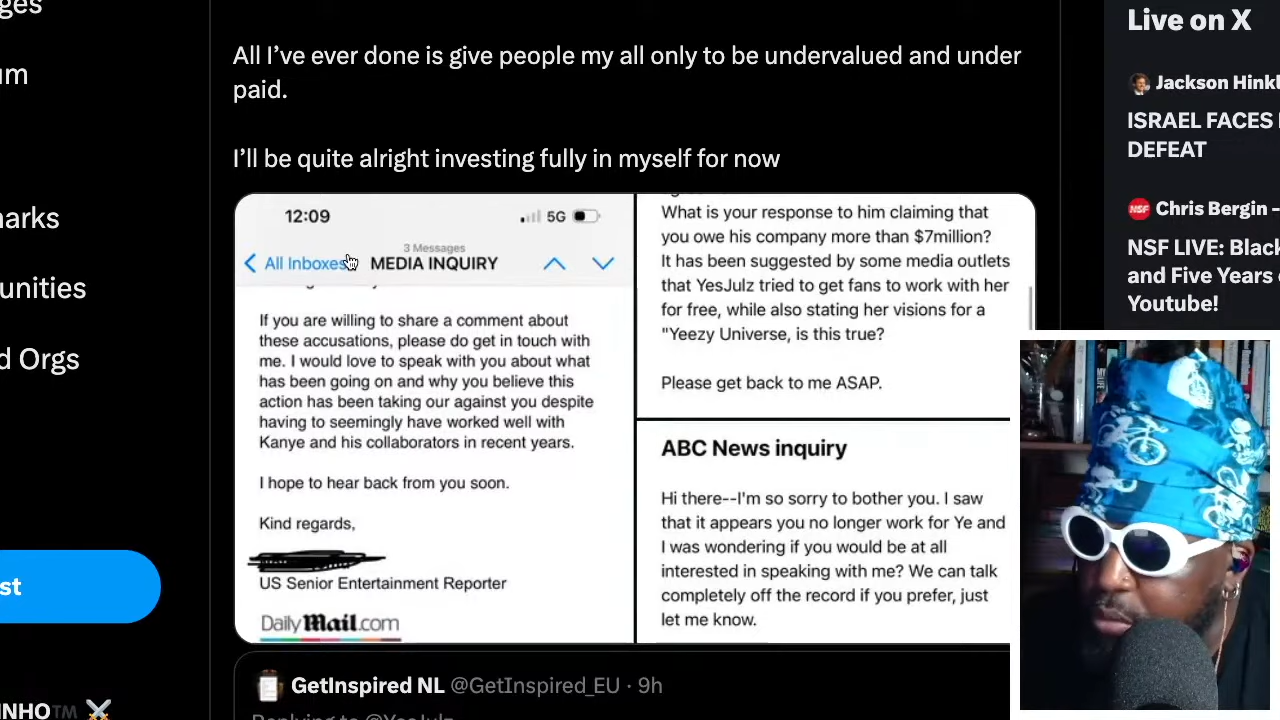 All I’ve ever done is give people my all only to be undervalued and under
paid.
I’ll be quite alright investing fully in myself for now
12:09
5G
3 Messages
All Inboxes
MEDIA INQUIRY
If you are willing to share a comment about
these accusations, please do get in touch with
me. I would love to speak with you about what
has been going on and why you believe this
action has been taking our against you despite
having to seemingly have worked well with
Kanye and his collaborators in recent years.
I hope to hear back from you soon.
Kind regards,
US Senior Entertainment Reporter
DailyMail.com
What is your response to him claiming that
you owe his company more than $7million?
It has been suggested by some media outlets
that YesJulz tried to get fans to work with her
for free, while also stating her visions for a
"Yeezy Universe, is this true?
Please get back to me ASAP.
ABC News inquiry
Hi there--I'm so sorry to bother you. I saw
that it appears you no longer work for Ye and
I was wondering if you would be at all
interested in speaking with me? We can talk
completely off the record if you prefer, just
let me know.
GetInspired NL @GetInspired_EU · 9h
Replying to @YesJulz
Live on X
Jackson Hinkl
ISRAEL FACES
DEFEAT
NSF
Chris Bergin -
NSF LIVE: Black
and Five Years
Youtube!
ges
um
narks
unities
d Orgs
st
INHO™ ⚔